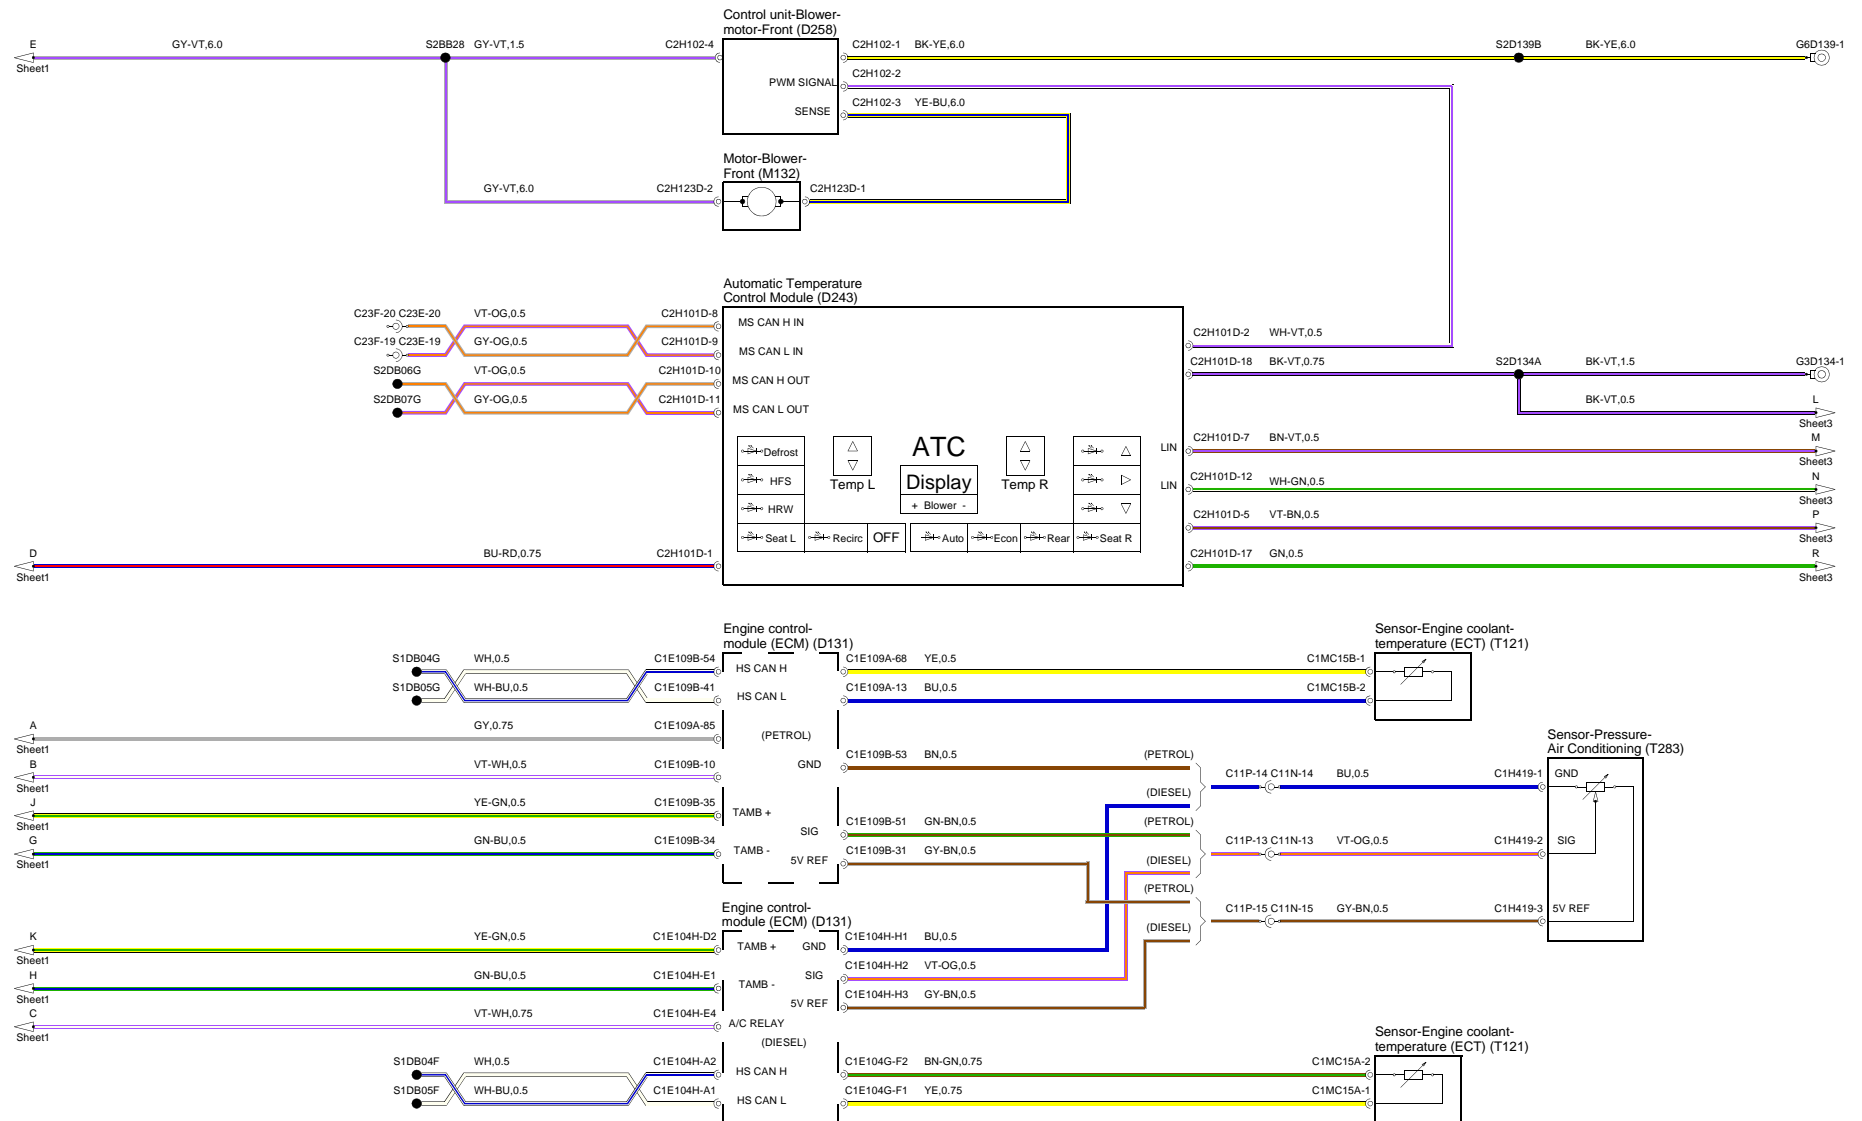 Control unit-Blower-
motor-Front (D258)
E
GY-VT,6.0
S2BB28
GY-VT,1.5
C2H102-4
C2H102-1
BK-YE,6.0
S2D139B
BK-YE,6.0
G6D139-1
Sheet1
C2H102-2
PWM SIGNAL
C2H102-3
YE-BU,6.0
SENSE
Motor-Blower-
Front (M132)
GY-VT,6.0
C2H123D-2
C2H123D-1
Automatic Temperature
Control Module (D243)
C23F-20 C23E-20
VT-OG,0.5
C2H101D-8
MS CAN H IN
C23F-19 C23E-19
GY-OG,0.5
C2H101D-9
MS CAN L IN
S2DB06G
VT-OG,0.5
C2H101D-10
MS CAN H OUT
S2DB07G
GY-OG,0.5
C2H101D-11
MS CAN L OUT
C2H101D-2
WH-VT,0.5
C2H101D-18
BK-VT,0.75
S2D134A
BK-VT,1.5
G3D134-1
BK-VT,0.5
L
Sheet3
Defrost
HFS
HRW
Temp L
ATC
Display
+ Blower -
Temp R
Seat L
Recirc
OFF
Auto
Econ
Rear
Seat R
LIN
C2H101D-7
BN-VT,0.5
M
Sheet3
LIN
C2H101D-12
WH-GN,0.5
N
Sheet3
C2H101D-5
VT-BN,0.5
P
Sheet3
C2H101D-17
GN,0.5
R
Sheet3
D
BU-RD,0.75
C2H101D-1
Sheet1
Engine control-
module (ECM) (D131)
Sensor-Engine coolant-
temperature (ECT) (T121)
S1DB04G
WH,0.5
C1E109B-54
HS CAN H
C1E109A-68
YE,0.5
C1MC15B-1
S1DB05G
WH-BU,0.5
C1E109B-41
HS CAN L
C1E109A-13
BU,0.5
C1MC15B-2
A
GY,0.75
C1E109A-85
(PETROL)
Sheet1
B
VT-WH,0.5
C1E109B-10
GND
C1E109B-53
BN,0.5
(PETROL)
Sheet1
Sensor-Pressure-
Air Conditioning (T283)
C11P-14 C11N-14
BU,0.5
C1H419-1
GND
(DIESEL)
J
YE-GN,0.5
C1E109B-35
TAMB +
Sheet1
SIG
C1E109B-51
GN-BN,0.5
(PETROL)
G
GN-BU,0.5
C1E109B-34
TAMB -
Sheet1
5V REF
C1E109B-31
GY-BN,0.5
(DIESEL)
C11P-13 C11N-13
VT-OG,0.5
C1H419-2
SIG
(PETROL)
C11P-15 C11N-15
GY-BN,0.5
C1H419-3
5V REF
(DIESEL)
Engine control-
module (ECM) (D131)
K
YE-GN,0.5
C1E104H-D2
TAMB +
GND
C1E104H-H1
BU,0.5
Sheet1
H
GN-BU,0.5
C1E104H-E1
TAMB -
SIG
C1E104H-H2
VT-OG,0.5
Sheet1
5V REF
C1E104H-H3
GY-BN,0.5
C
VT-WH,0.75
C1E104H-E4
A/C RELAY
Sheet1
(DIESEL)
Sensor-Engine coolant-
temperature (ECT) (T121)
S1DB04F
WH,0.5
C1E104H-A2
HS CAN H
C1E104G-F2
BN-GN,0.75
C1MC15A-2
S1DB05F
WH-BU,0.5
C1E104H-A1
HS CAN L
C1E104G-F1
YE,0.75
C1MC15A-1